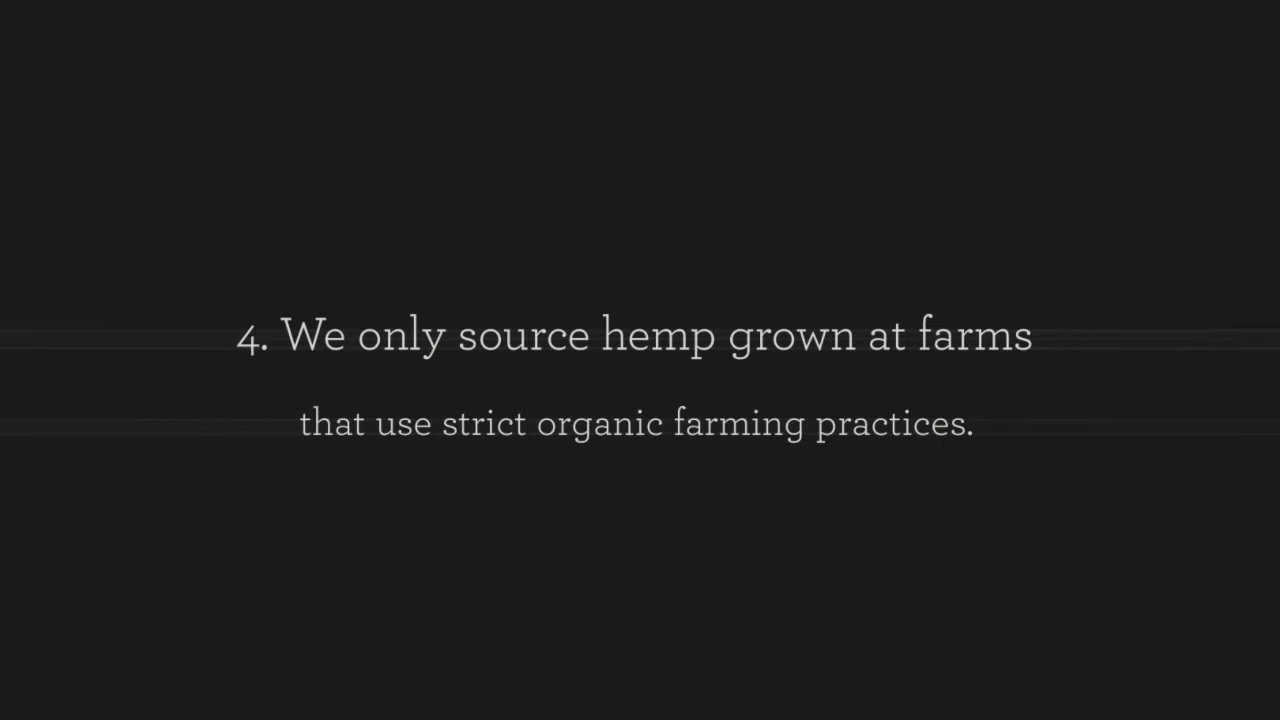 4. We only source hemp grown at farms
that use strict organic farming practices.